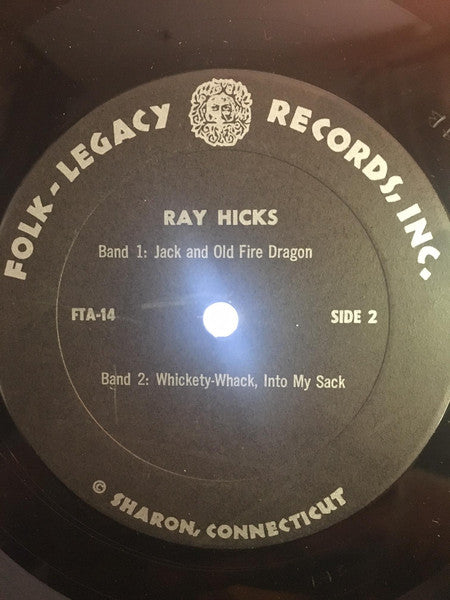 FOLK-LEGACY RECORDS, INC.
RAY HICKS
Band 1: Jack and Old Fire Dragon
FTA-14
SIDE 2
Band 2: Whickety-Whack, Into My Sack
© SHARON, CONNECTICUT